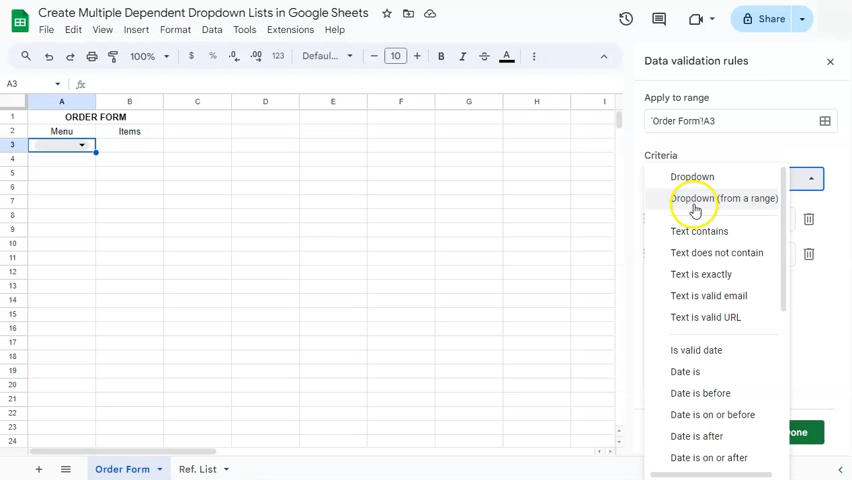 Create Multiple Dependent Dropdown Lists in Google Sheets
File Edit View Insert Format Data Tools Extensions
Share
100% $ % .0 .00 123 Defaul... 10 B I A
A3 fx
A B C D E F G H I
1 ORDER FORM
2 Menu Items
3
4
5
6
7
8
9
10
11
12
13
14
15
16
17
18
19
20
21
22
23
24
Order Form
Ref. List
Data validation rules
Apply to range
'Order Form'!A3
Criteria
Dropdown
Dropdown (from a range)
Text contains
Text does not contain
Text is exactly
Text is valid email
Text is valid URL
Is valid date
Date is
Date is before
Date is on or before
Date is after
Date is on or after